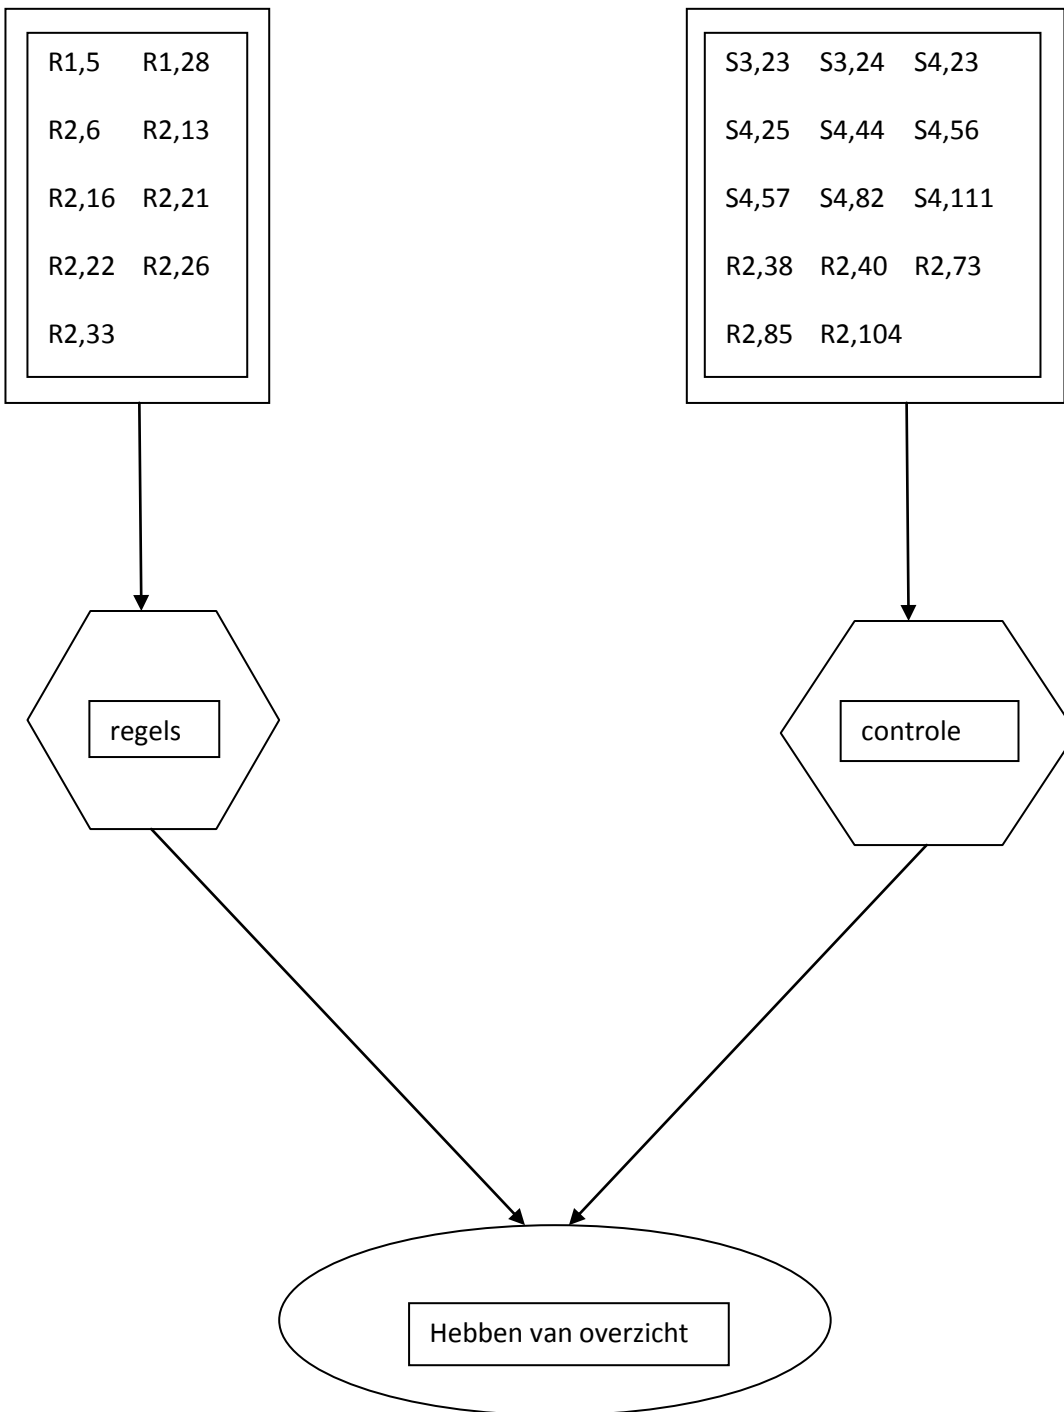 R1,5 R1,28
R2,6 R2,13
R2,16 R2,21
R2,22 R2,26
R2,33
S3,23 S3,24 S4,23
S4,25 S4,44 S4,56
S4,57 S4,82 S4,111
R2,38 R2,40 R2,73
R2,85 R2,104
regels
controle
Hebben van overzicht